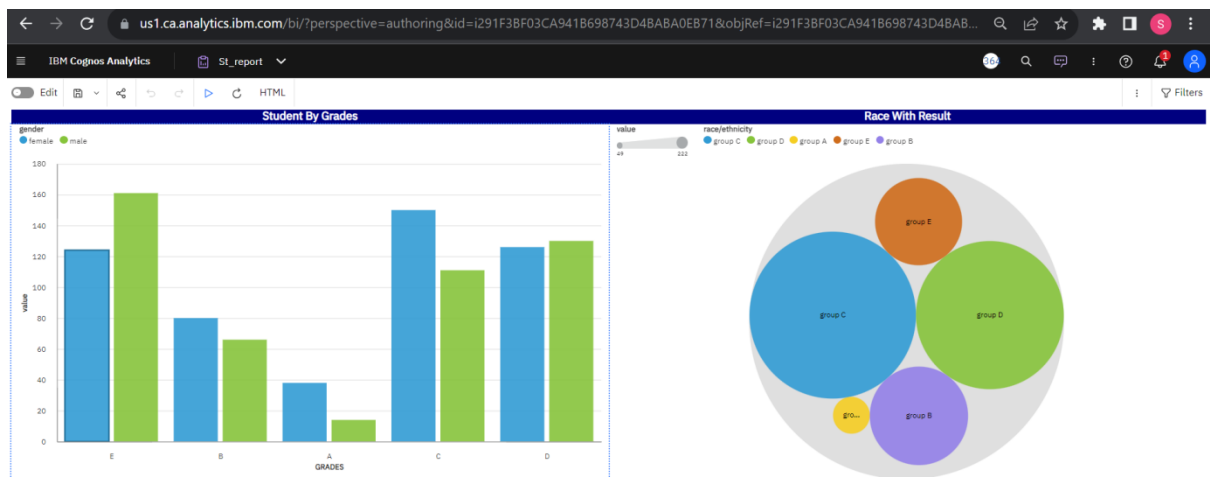 us1.ca.analytics.ibm.com/bi/?perspective=authoring&id=i291F3BF03CA941B698743D4BABA0EB71&objRef=i291F3BF03CA941B698743D4BAB...
S
IBM Cognos Analytics St_report 364 1
Edit HTML Filters
Student By Grades
gender
female male
180
160
140
120
100
80
60
40
20
0
value
E B A C D
GRADES
Race With Result
value race/ethnicity
group C group D group A group E group B
49 222
group E
group C
group D
gro...
group B